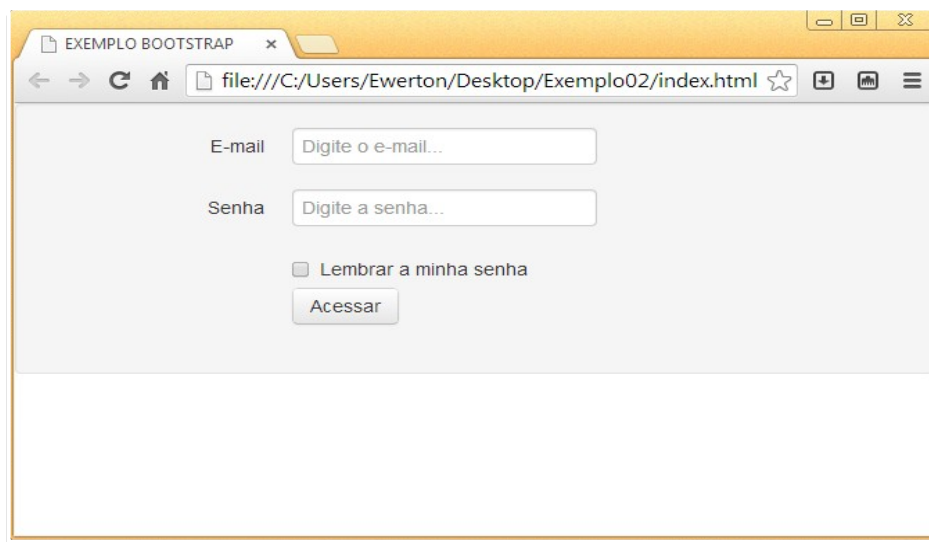 EXEMPLO BOOTSTRAP
file:///C:/Users/Ewerton/Desktop/Exemplo02/index.html
E-mail Digite o e-mail...
Senha Digite a senha...
Lembrar a minha senha
Acessar